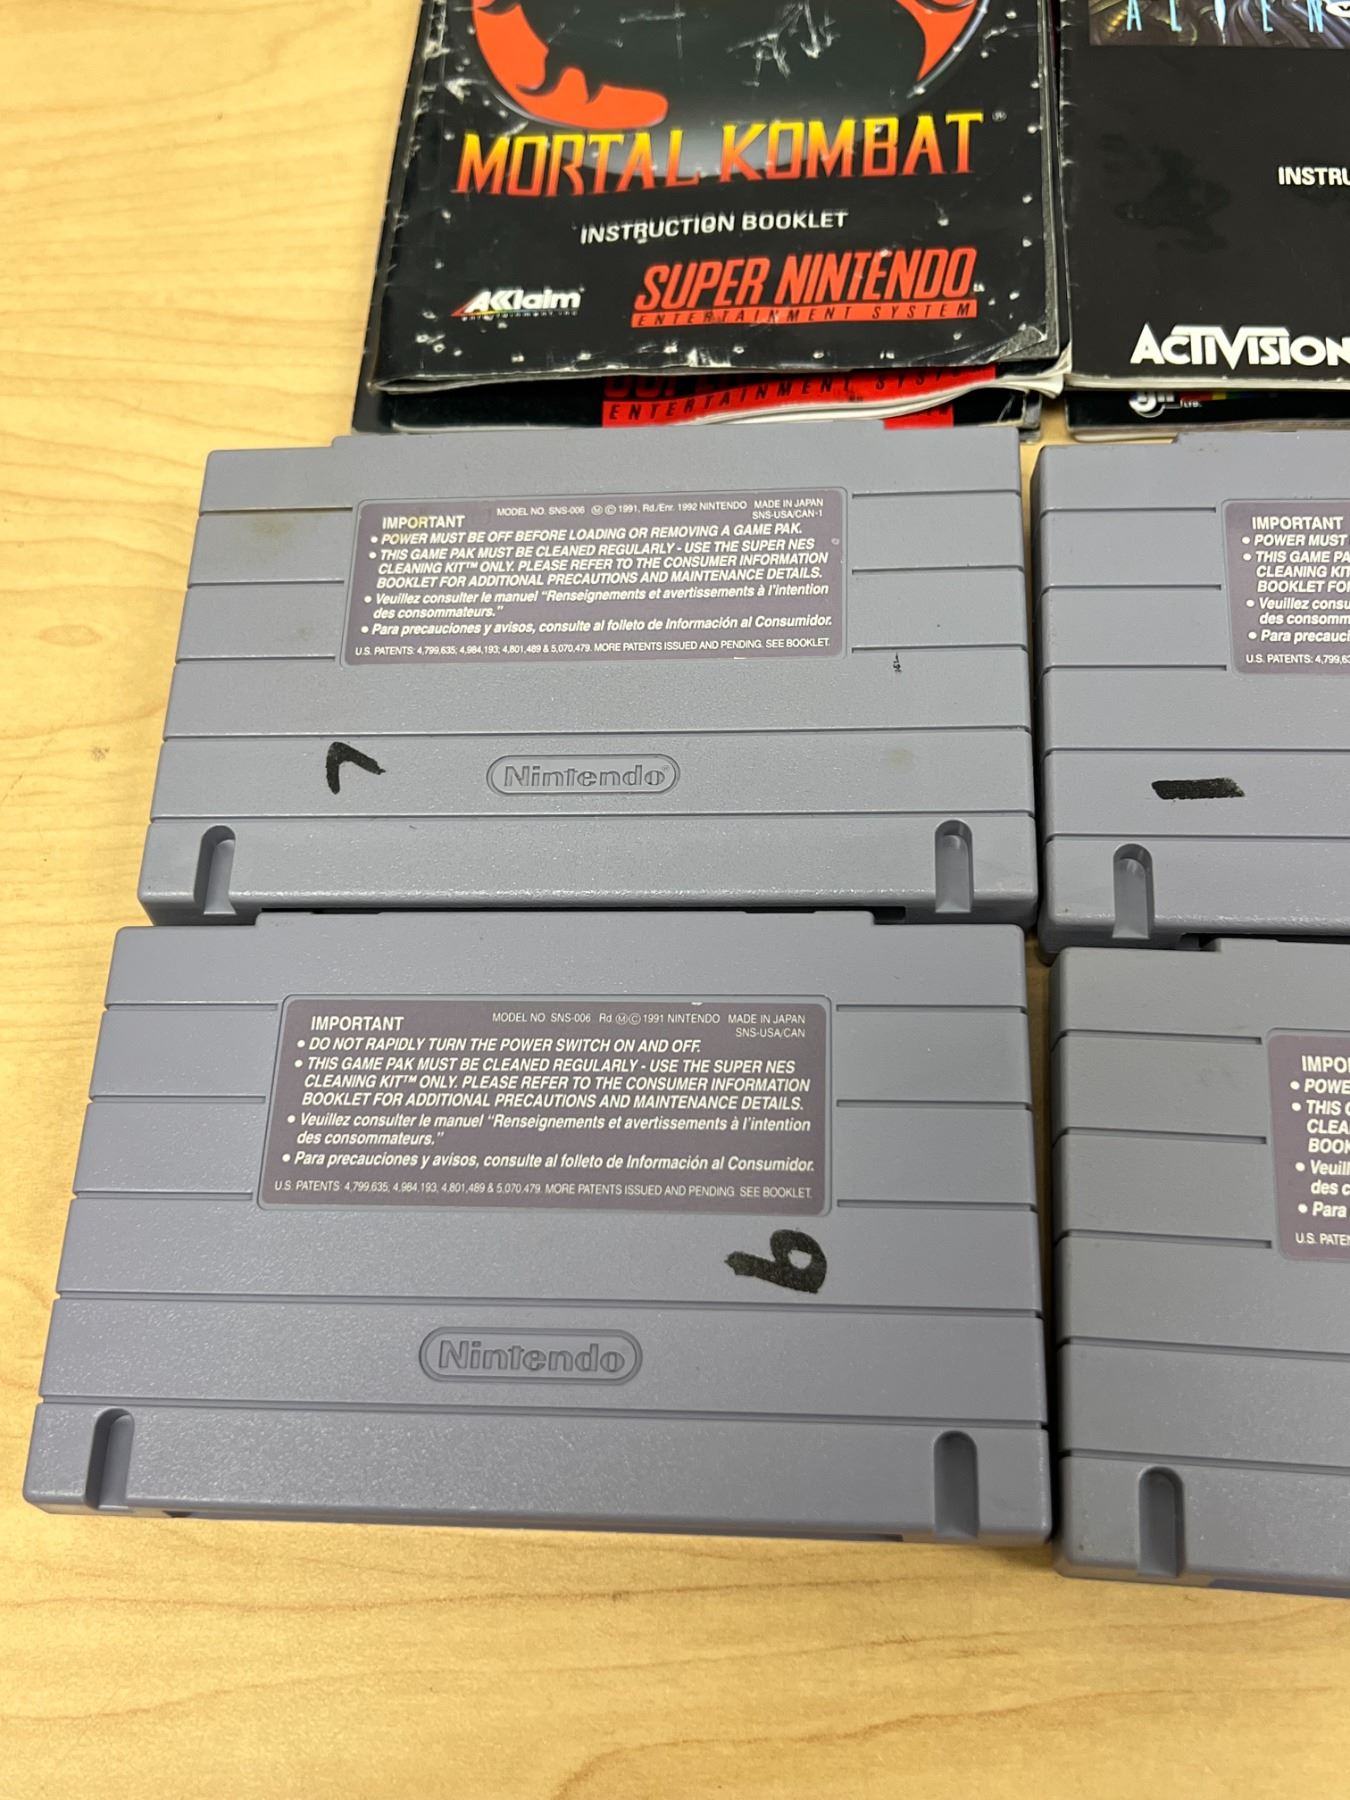 ALIEN
MORTAL KOMBAT®
INSTRUCTION BOOKLET
INSTRU
AKklaim
entertainment inc.
SUPER NINTENDO
ENTERTAINMENT SYSTEM
ACTIVISION
ENTERTAINMENT SYST
LTD.
IMPORTANT
MODEL NO. SNS-006 Ⓜ © 1991, Rd./Enr. 1992 NINTENDO MADE IN JAPAN
SNS-USA/CAN-1
• POWER MUST BE OFF BEFORE LOADING OR REMOVING A GAME PAK.
• THIS GAME PAK MUST BE CLEANED REGULARLY - USE THE SUPER NES
CLEANING KIT™ ONLY. PLEASE REFER TO THE CONSUMER INFORMATION
BOOKLET FOR ADDITIONAL PRECAUTIONS AND MAINTENANCE DETAILS.
• Veuillez consulter le manuel “Renseignements et avertissements à l’intention
des consommateurs.”
• Para precauciones y avisos, consulte al folleto de Información al Consumidor.
U.S. PATENTS: 4,799,635; 4,984,193; 4,801,489 & 5,070,479. MORE PATENTS ISSUED AND PENDING. SEE BOOKLET.
Nintendo®
IMPORTANT
• POWER MUST
• THIS GAME PA
CLEANING KIT
BOOKLET FO
• Veuillez consu
des consomm
• Para precauci
U.S. PATENTS: 4,799,63
IMPORTANT
MODEL NO SNS-006 Rd Ⓜ © 1991 NINTENDO MADE IN JAPAN
SNS-USA/CAN
• DO NOT RAPIDLY TURN THE POWER SWITCH ON AND OFF.
• THIS GAME PAK MUST BE CLEANED REGULARLY - USE THE SUPER NES
CLEANING KIT™ ONLY. PLEASE REFER TO THE CONSUMER INFORMATION
BOOKLET FOR ADDITIONAL PRECAUTIONS AND MAINTENANCE DETAILS.
• Veuillez consulter le manuel “Renseignements et avertissements à l’intention
des consommateurs.”
• Para precauciones y avisos, consulte al folleto de Información al Consumidor.
U.S. PATENTS 4,799,635, 4,984,193, 4,801,489 & 5,070,479. MORE PATENTS ISSUED AND PENDING SEE BOOKLET.
Nintendo
IMPO
• POWE
• THIS G
CLEA
BOOK
• Veuill
des c
• Para
U.S. PATEN